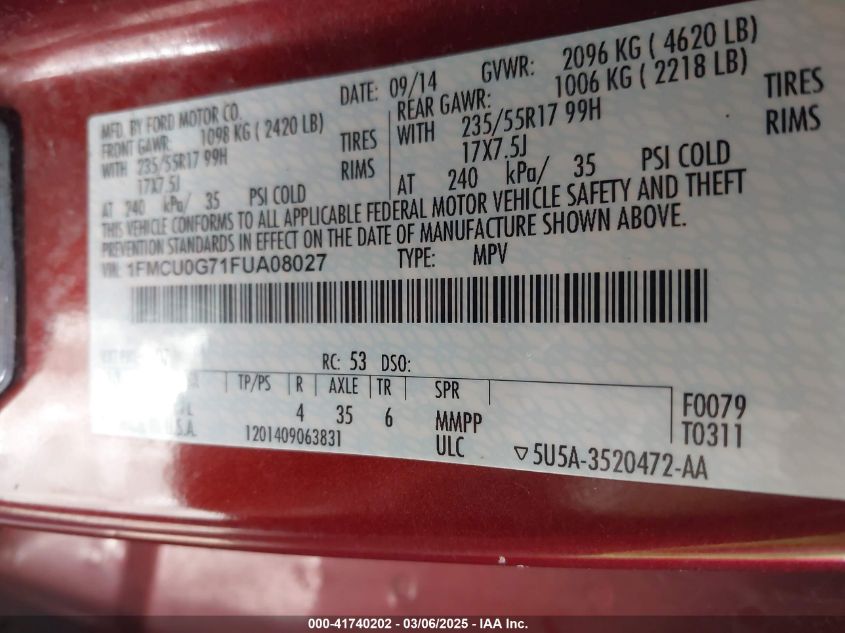 MFD. BY FORD MOTOR CO.
DATE: 09/14 GVWR: 2096 KG ( 4620 LB)
FRONT GAWR: 1098 KG ( 2420 LB)
REAR GAWR: 1006 KG ( 2218 LB)
WITH 235/55R17 99H TIRES
WITH 235/55R17 99H TIRES
17X7.5J RIMS
17X7.5J RIMS
AT 240 kPa/ 35 PSI COLD
AT 240 kPa/ 35 PSI COLD
THIS VEHICLE CONFORMS TO ALL APPLICABLE FEDERAL MOTOR VEHICLE SAFETY AND THEFT
PREVENTION STANDARDS IN EFFECT ON THE DATE OF MANUFACTURE SHOWN ABOVE.
VIN: 1FMCU0G71FUA08027 TYPE: MPV
RC: 53 DSO:
TP/PS R AXLE TR SPR
4 35 6 MMPP
F0079
1201409063831 ULC
T0311
▽5U5A-3520472-AA
000-41740202 - 03/06/2025 - IAA Inc.